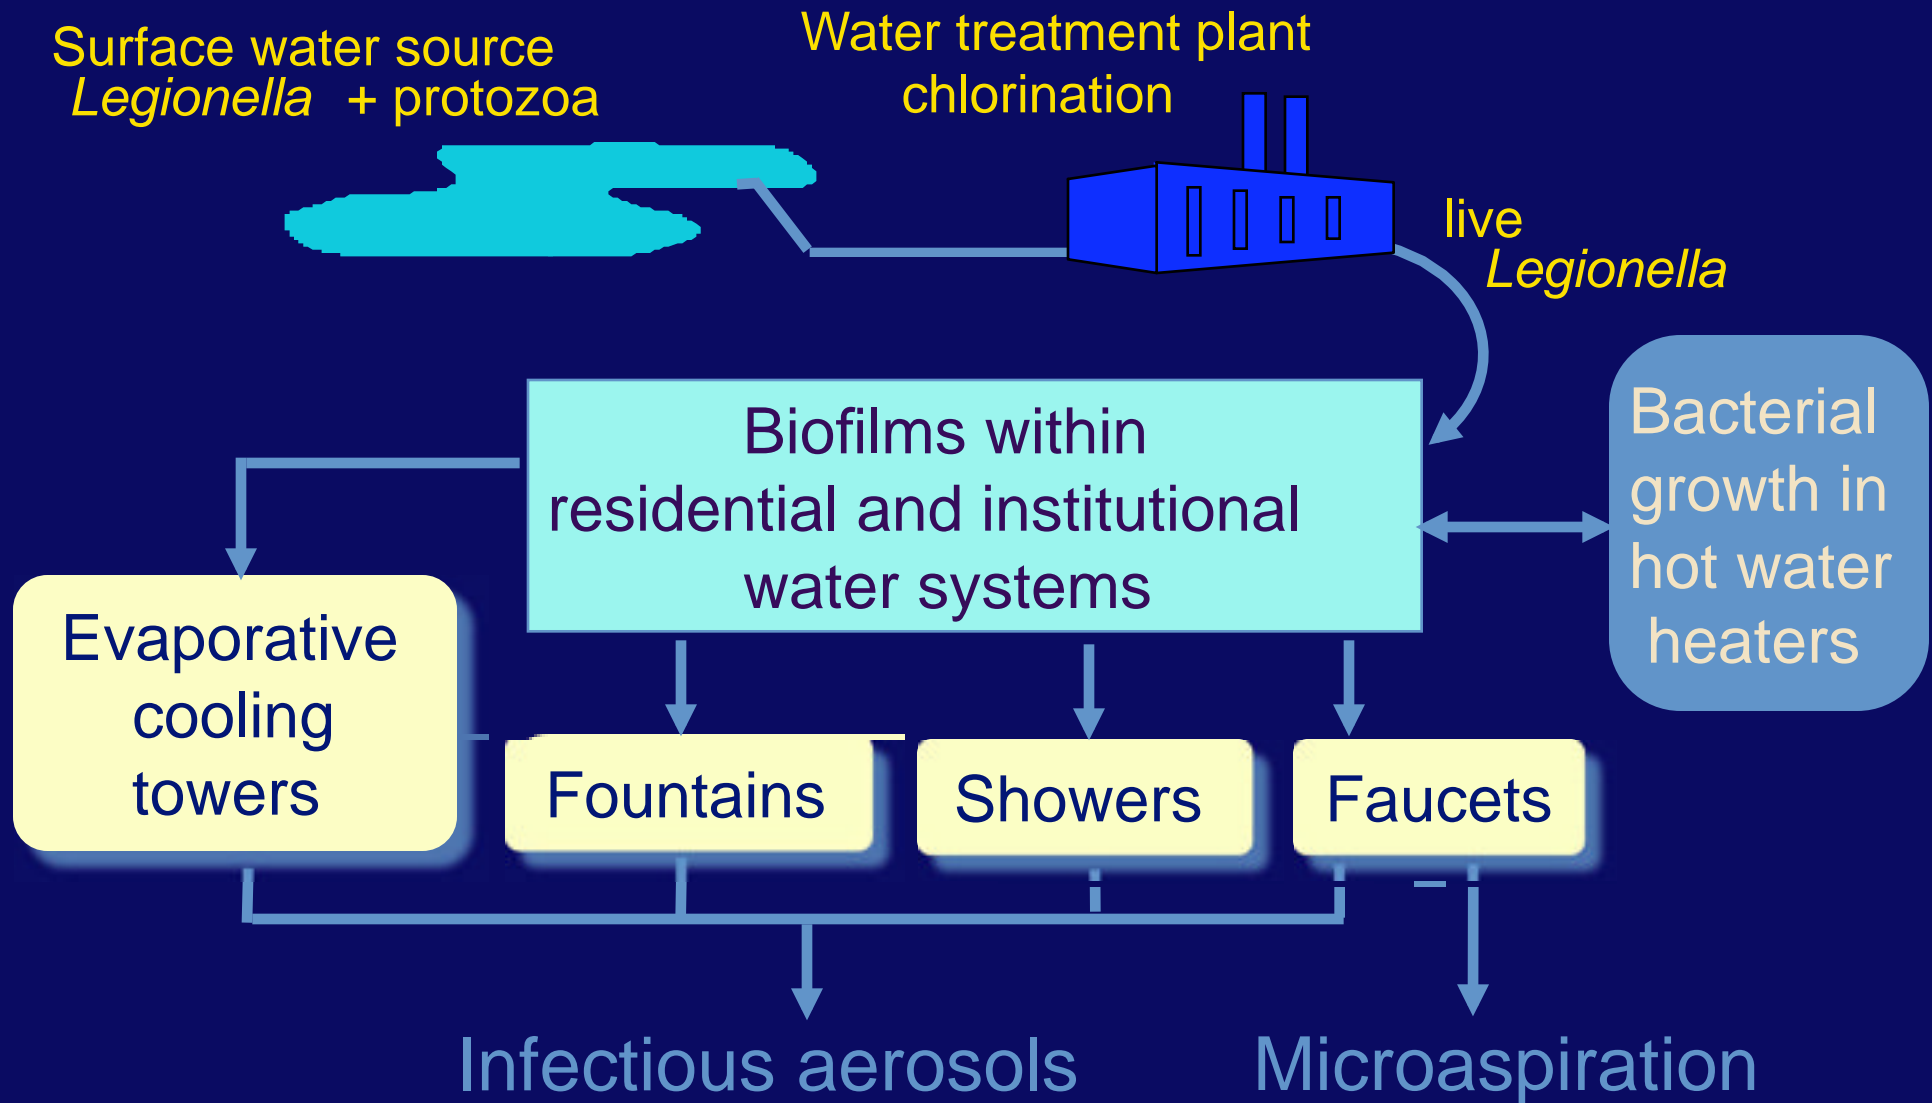 Surface water source
Legionella + protozoa
Water treatment plant
chlorination
live
Legionella
Biofilms within
residential and institutional
water systems
Bacterial
growth in
hot water
heaters
Evaporative
cooling
towers
Fountains
Showers
Faucets
Infectious aerosols
Microaspiration